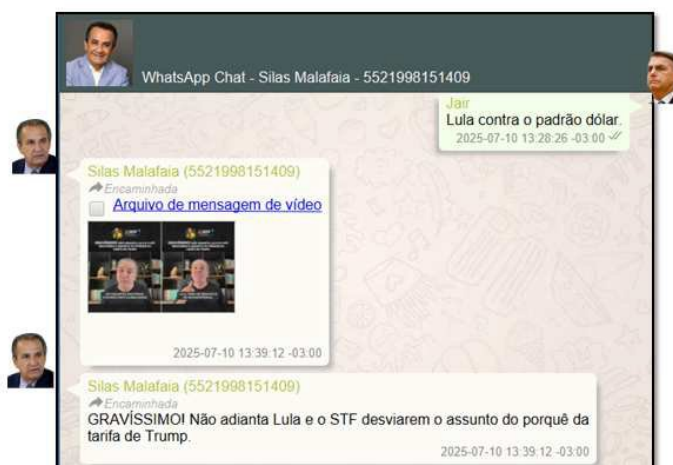 WhatsApp Chat - Silas Malafaia - 5521998151409
Jair
Lula contra o padrão dólar.
2025-07-10 13:28:26 -03:00
Silas Malafaia (5521998151409)
Encaminhada
Arquivo de mensagem de vídeo
2025-07-10 13:39:12 -03:00
Silas Malafaia (5521998151409)
Encaminhada
GRAVÍSSIMO! Não adianta Lula e o STF desviarem o assunto do porquê da
tarifa de Trump.
2025-07-10 13:39:12 -03:00